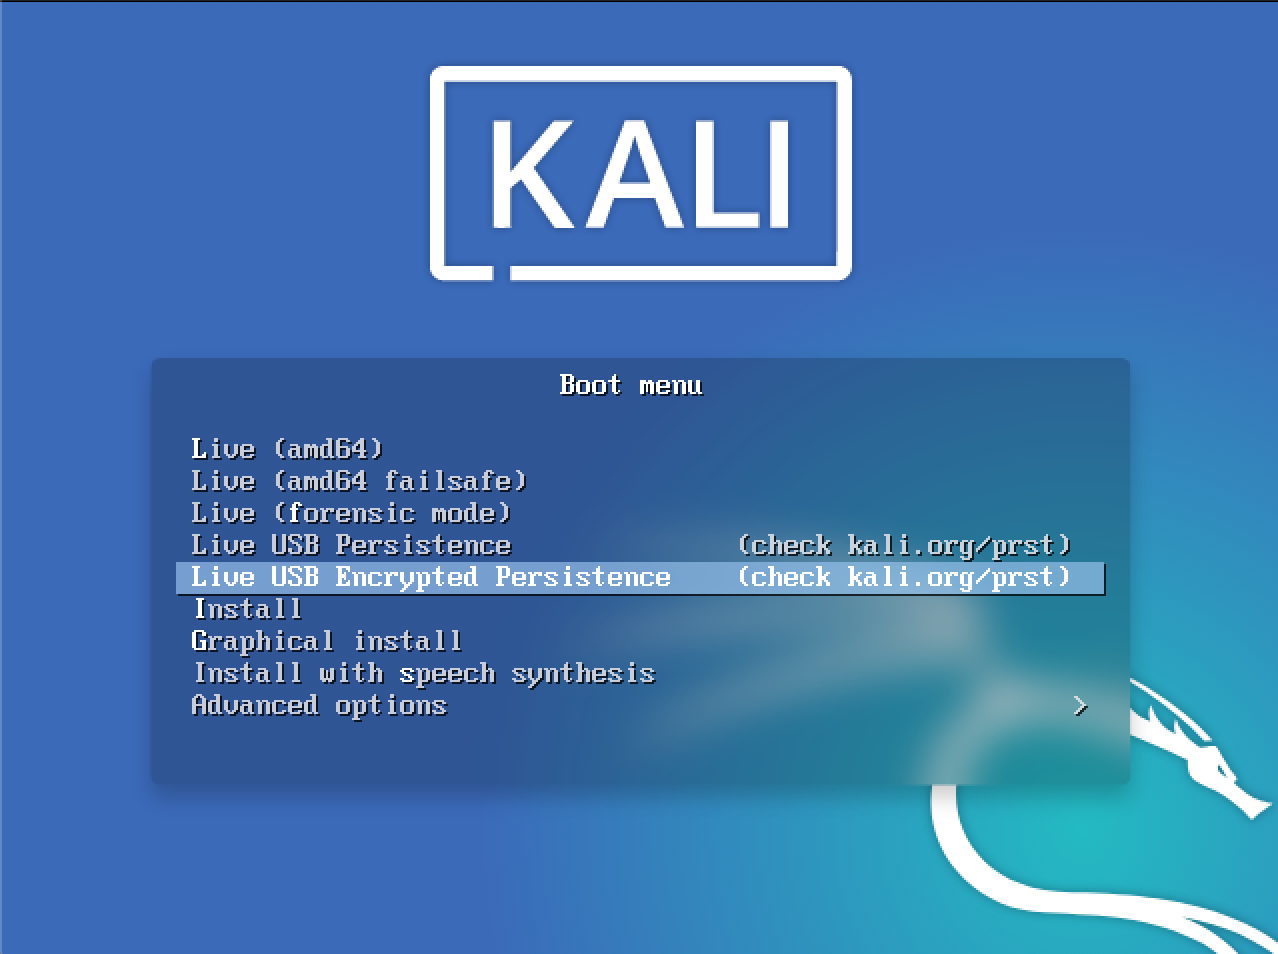 KALI
Boot menu
Live (amd64)
Live (amd64 failsafe)
Live (forensic mode)
Live USB Persistence (check kali.org/prst)
Live USB Encrypted Persistence (check kali.org/prst)
Install
Graphical install
Install with speech synthesis
Advanced options >